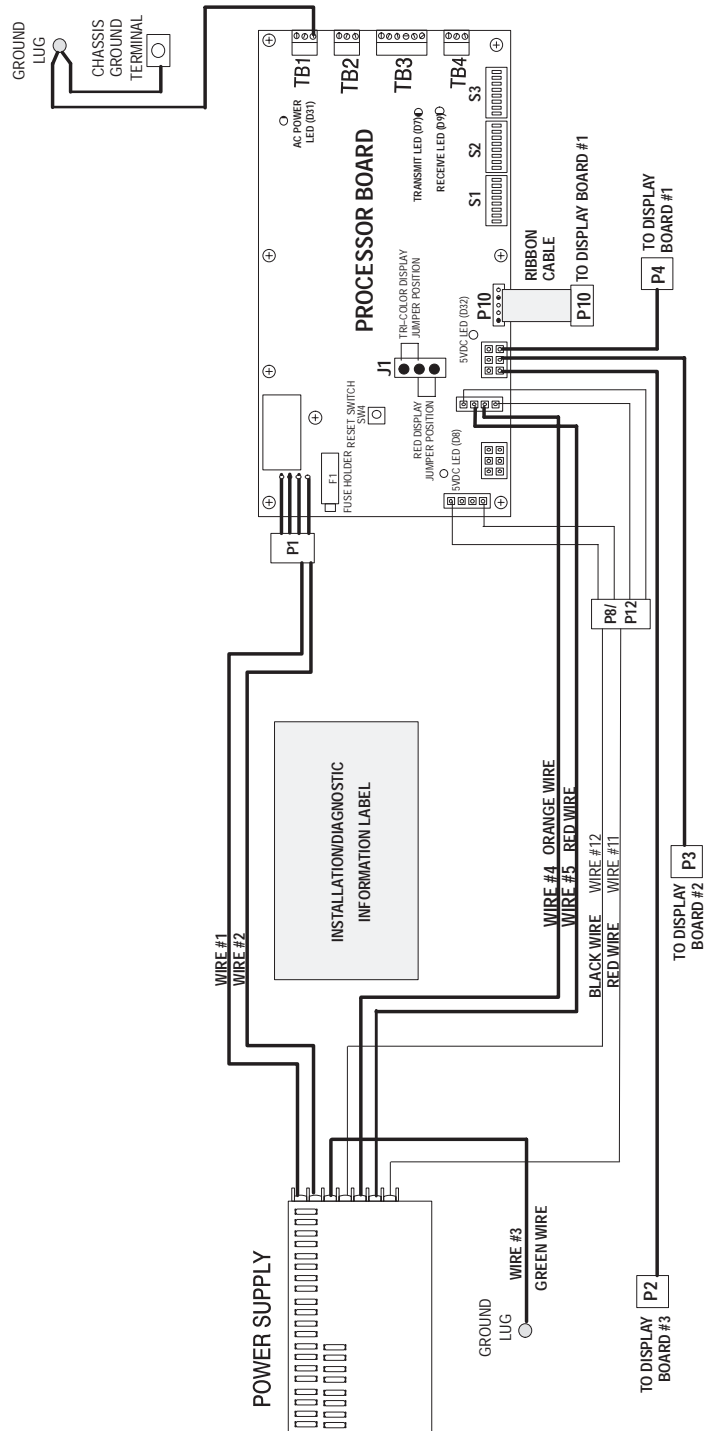 GROUND
LUG
CHASSIS
GROUND
TERMINAL
TB1
TB2
TB3
TB4
AC POWER
LED (D31)
PROCESSOR BOARD
TRANSMIT LED (D7)
RECEIVE LED (D9)
S1
S2
S3
TRI-COLOR DISPLAY
JUMPER POSITION
J1
RED DISPLAY
JUMPER POSITION
RESET SWITCH
SW4
F1
FUSE HOLDER
5VDC LED (D8)
5VDC LED (D32)
P10
RIBBON
CABLE
P10
TO DISPLAY BOARD #1
P4
TO DISPLAY
BOARD #1
P1
P8/
P12
WIRE #1
WIRE #2
INSTALLATION/DIAGNOSTIC
INFORMATION LABEL
WIRE #4 ORANGE WIRE
WIRE #5 RED WIRE
BLACK WIRE WIRE #12
RED WIRE WIRE #11
P3
TO DISPLAY
BOARD #2
POWER SUPPLY
WIRE #3
GREEN WIRE
GROUND
LUG
P2
TO DISPLAY
BOARD #3